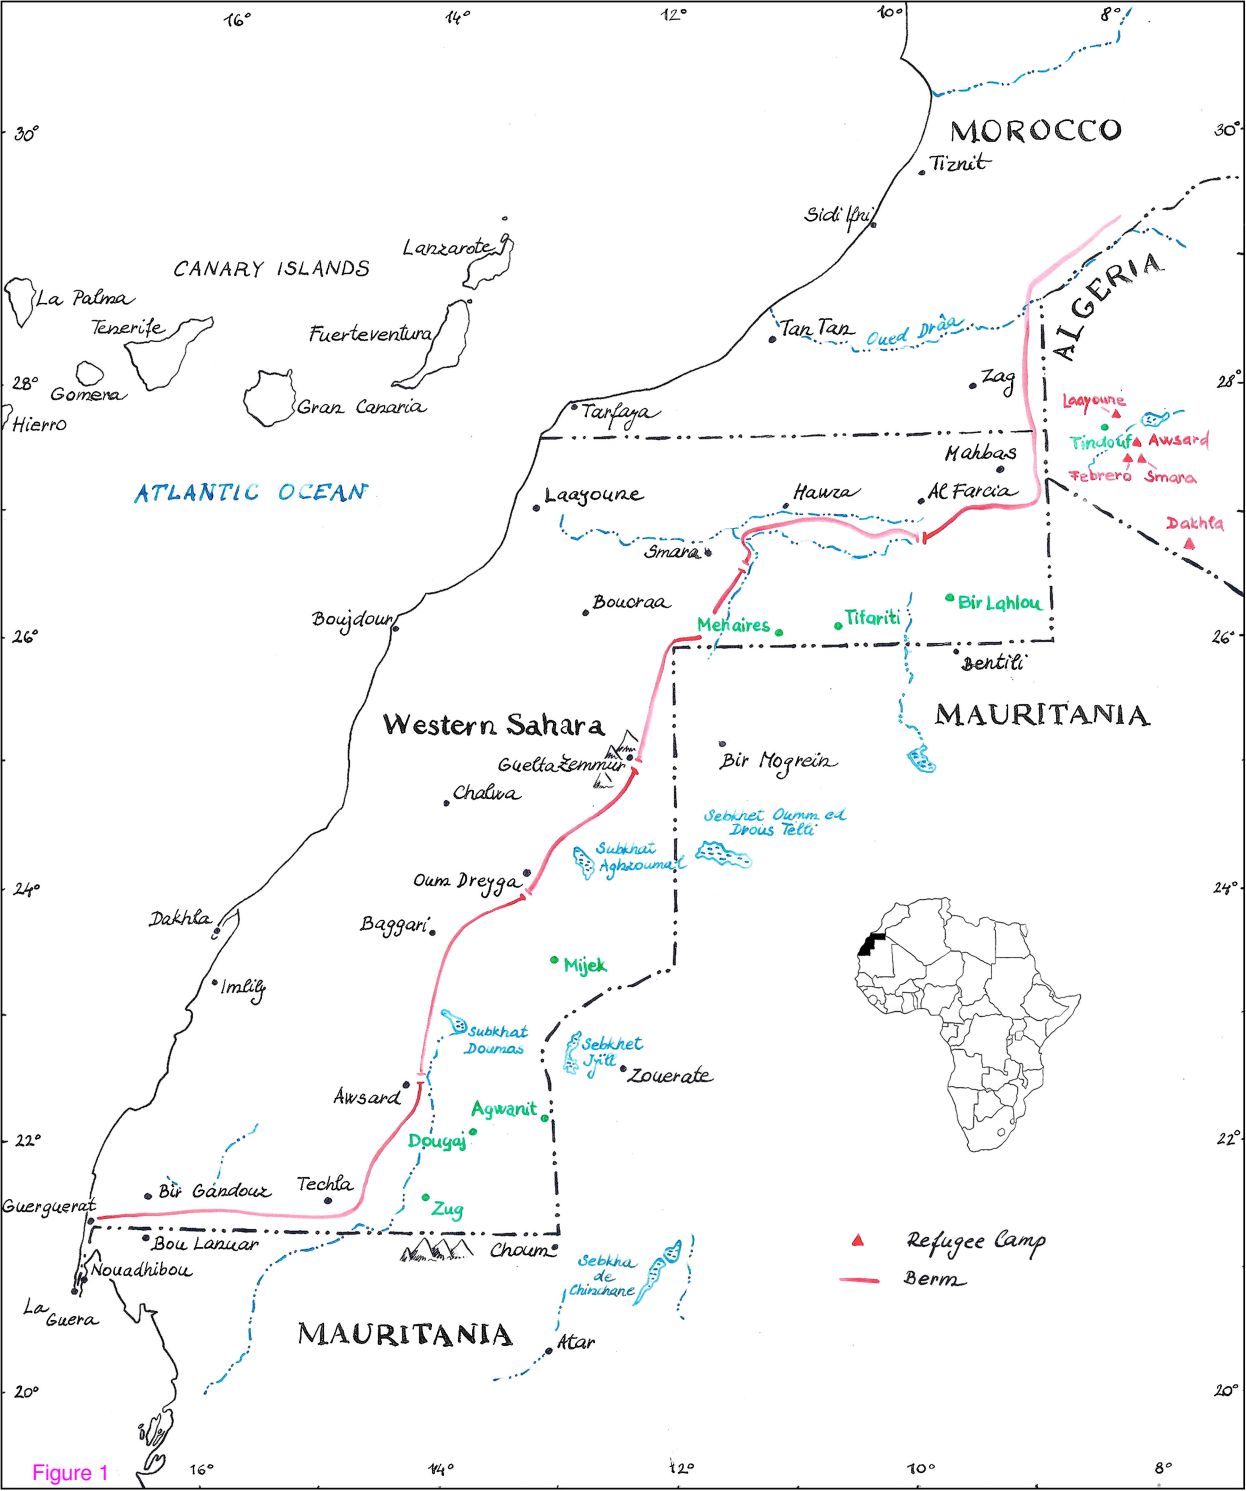 16° 14° 12° 10° 8°
30° MOROCCO 30°
Tiznit
Sidi Ifni
Lanzarote
CANARY ISLANDS
ALGERIA
La Palma
Tenerife
Fuerteventura
Tan Tan
Oued Drâa
28° 28°
Gomera
Zag
Gran Canaria
Laayoune
Hierro
Tarfaya
Tindouf
Awsard
Mahbas
Febrero
Smara
ATLANTIC OCEAN
Laayoune
Hawza
Al Farcia
Dakhla
Smara
Boucraa
Bir Lahlou
Boujdour
Mehaires
Tifariti
26° 26°
Bentili
Western Sahara
MAURITANIA
Guelta Zemmur
Bir Mogrein
Chalwa
Sebkhet Oumm ed
Drous Telli
Subkhat
Aghzoumal
Oum Dreyga
24° 24°
Dakhla
Baggari
Mijek
Imlily
Subkhat
Doumas
Sebkhet
Jyill
Zouerate
Awsard
Agwanit
Dougaj
22° 22°
Bir Gandouz
Techla
Guerguerat
Zug
Bou Lanuar
Choum
Refugee Camp
Nouadhibou
Sebkha
de
Chinchane
Berm
La
Guera
MAURITANIA
Atar
20° 20°
Figure 1
16° 14° 12° 10° 8°